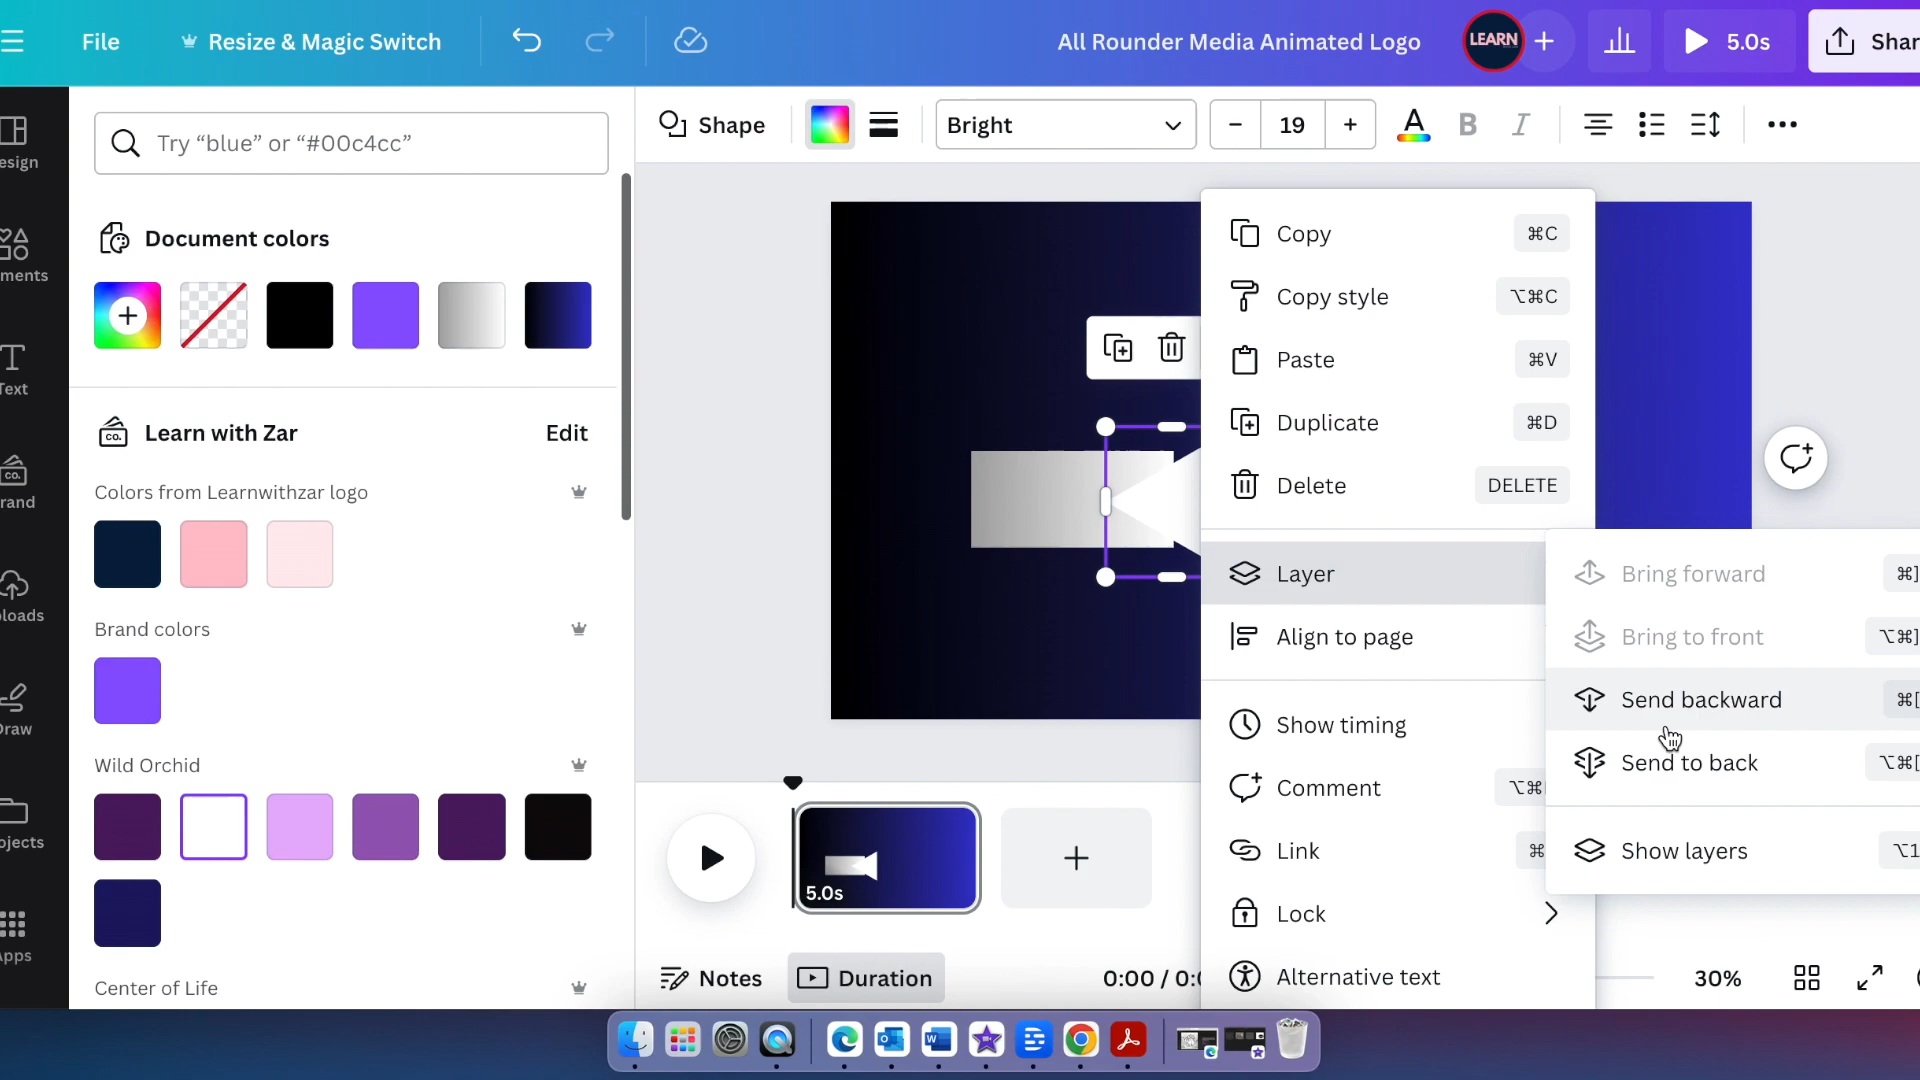 File
Resize & Magic Switch
All Rounder Media Animated Logo
LEARN
5.0s
Shar
esign
ments
Text
rand
loads
Draw
ojects
Apps
Try “blue” or “#00c4cc”
Document colors
Learn with Zar
Edit
Colors from Learnwithzar logo
Brand colors
Wild Orchid
Center of Life
Shape
Bright
19
Copy
⌘C
Copy style
⌥⌘C
Paste
⌘V
Duplicate
⌘D
Delete
DELETE
Layer
Align to page
Show timing
Comment
⌥⌘
Link
⌘
Lock
Alternative text
Bring forward
⌘]
Bring to front
⌥⌘]
Send backward
⌘[
Send to back
⌥⌘[
Show layers
⌥1
5.0s
Notes
Duration
0:00 / 0:0
30%